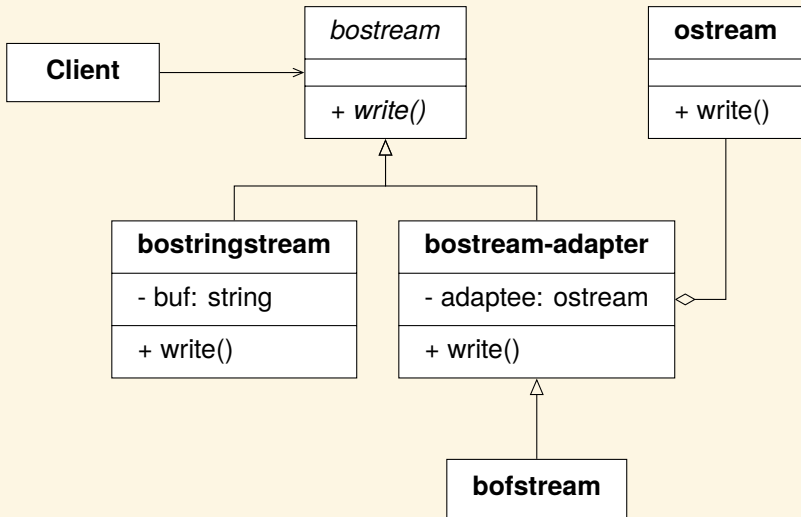 bostream
+ write()
ostream
+ write()
Client
bostringstream
- buf: string
+ write()
bostream-adapter
- adaptee: ostream
+ write()
bofstream